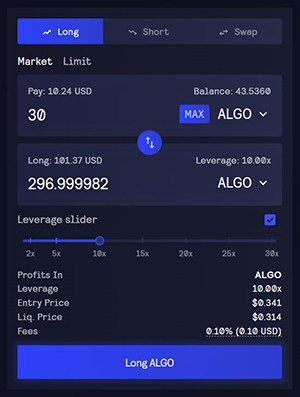 Long Short Swap
Market Limit
Pay: 10.24 USD Balance: 43.5360
30 MAX ALGO
Long: 101.37 USD Leverage: 10.00x
296.999982 ALGO
Leverage slider
2x 5x 10x 15x 20x 25x 30x
Profits In ALGO
Leverage 10.00x
Entry Price $0.341
Liq. Price $0.314
Fees 0.10% (0.10 USD)
Long ALGO